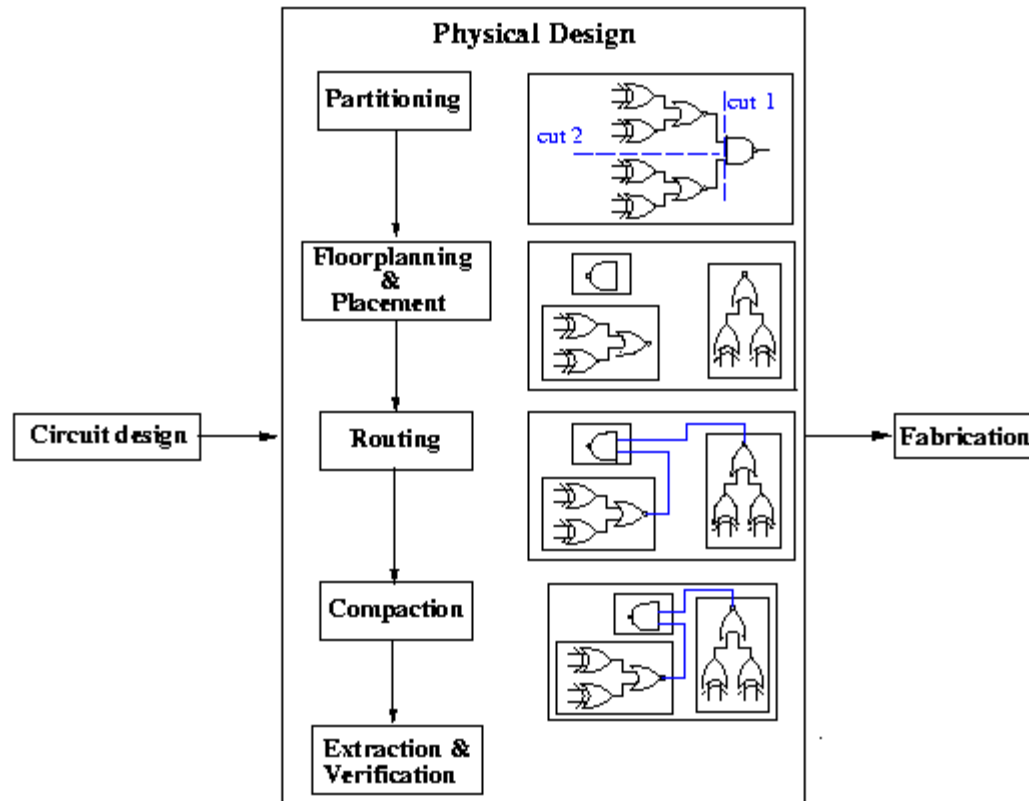 Physical Design
Partitioning
cut 1
cut 2
Floorplanning
&
Placement
Circuit design
Routing
Fabrication
Compaction
Extraction &
Verification